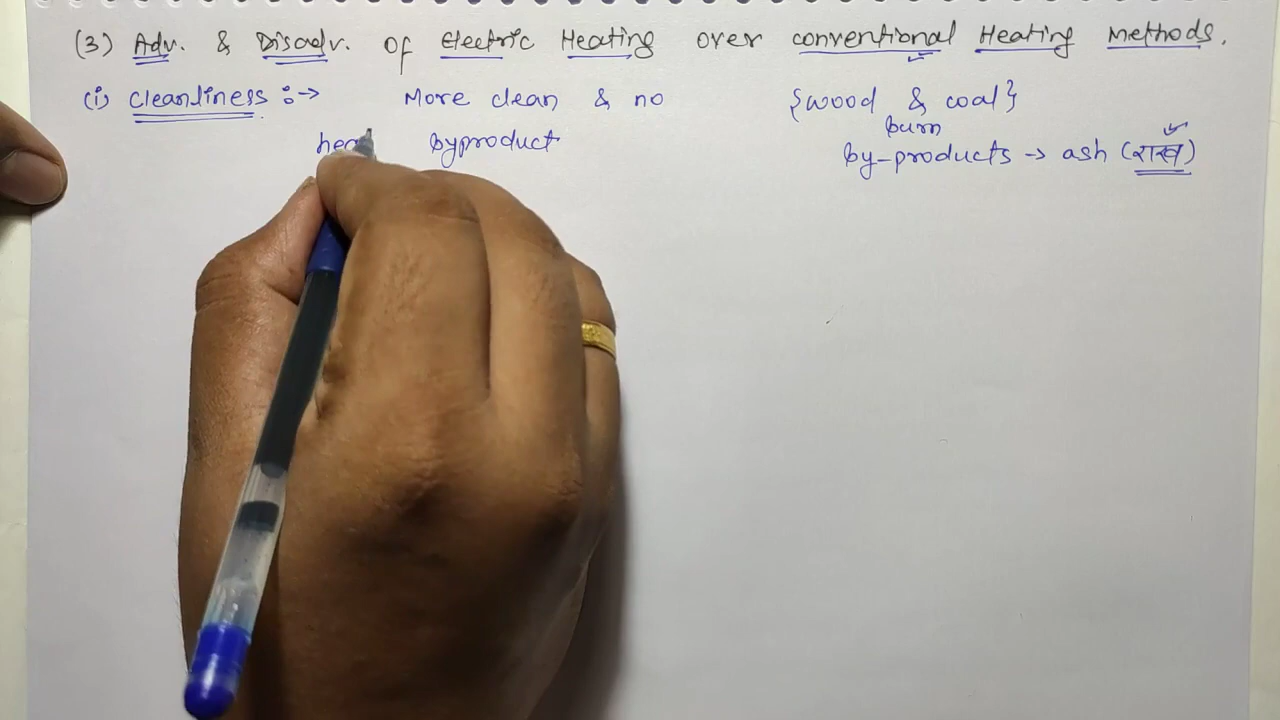 (3) Adv. & Disadv. of Electric Heating over conventional Heating Methods.
(i) Cleanliness :-> More clean & no {wood & coal}
burn
byproduct by-products -> ash (राख)